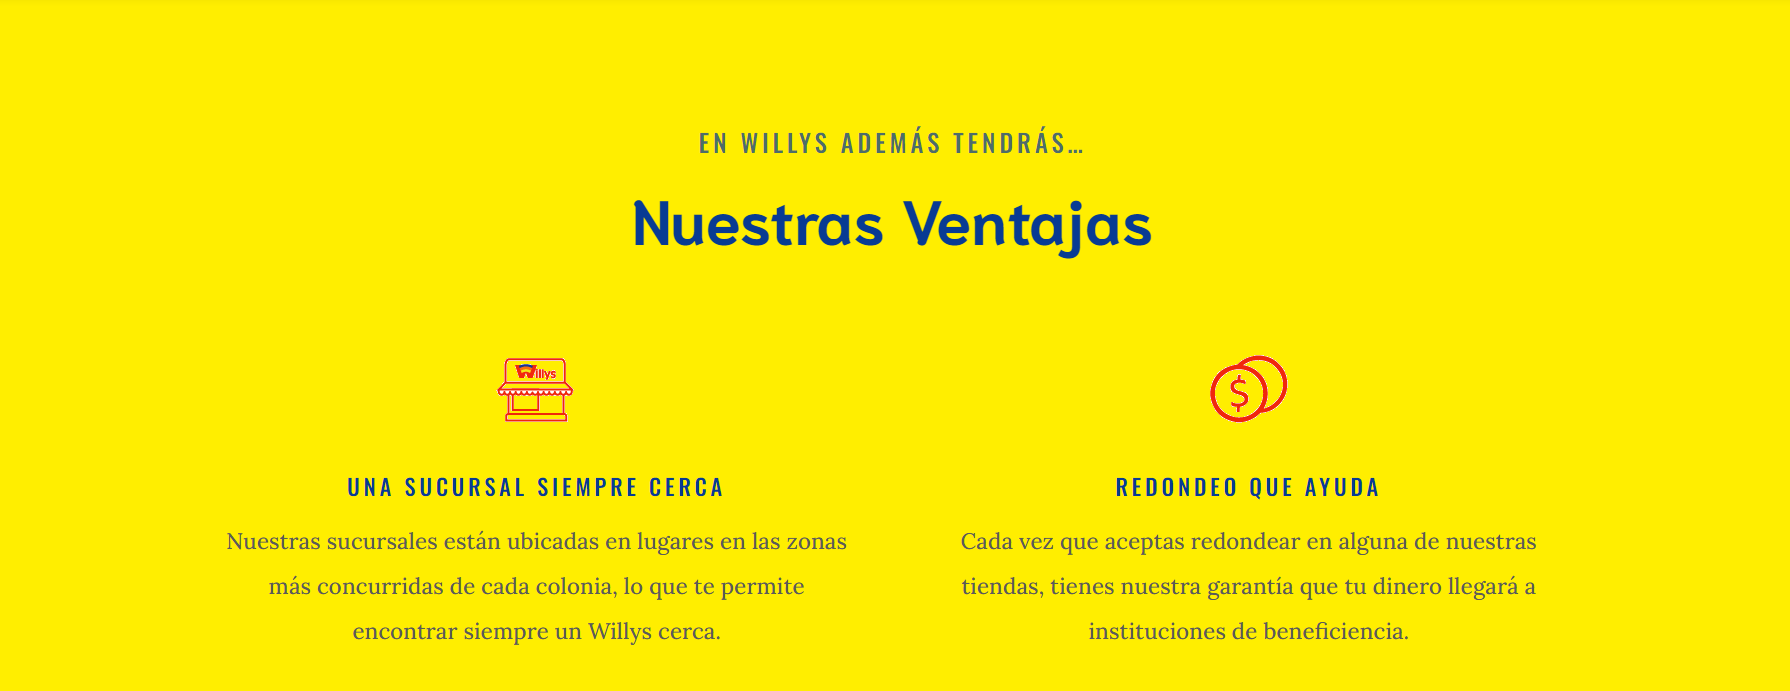 EN WILLYS ADEMÁS TENDRÁS…
Nuestras Ventajas
Willys
UNA SUCURSAL SIEMPRE CERCA
Nuestras sucursales están ubicadas en lugares en las zonas
más concurridas de cada colonia, lo que te permite
encontrar siempre un Willys cerca.
$
REDONDEO QUE AYUDA
Cada vez que aceptas redondear en alguna de nuestras
tiendas, tienes nuestra garantía que tu dinero llegará a
instituciones de beneficiencia.